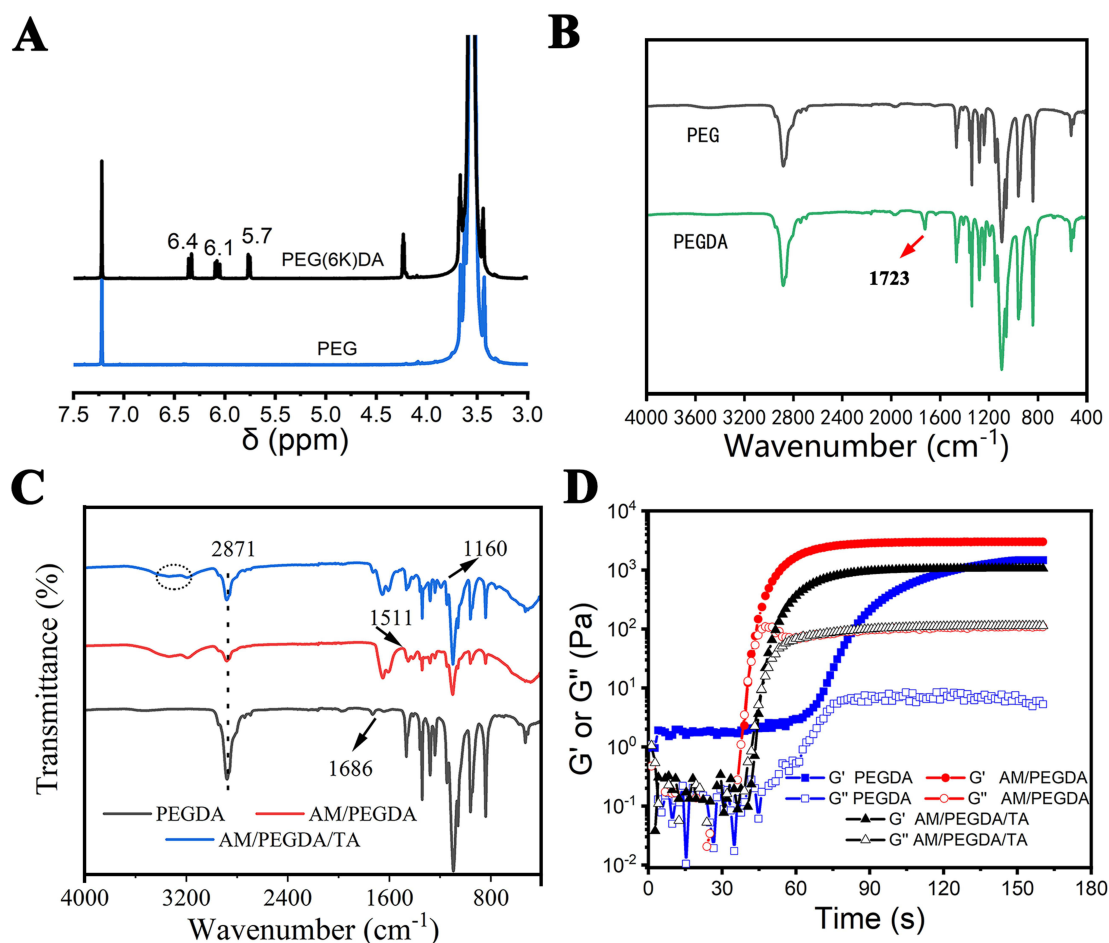 A
6.4
6.1
5.7
PEG(6K)DA
PEG
7.5 7.0 6.5 6.0 5.5 5.0 4.5 4.0 3.5 3.0
δ (ppm)
B
PEG
PEGDA
1723
4000 3600 3200 2800 2400 2000 1600 1200 800 400
Wavenumber (cm⁻¹)
C
2871
1160
1511
1686
PEGDA
AM/PEGDA
AM/PEGDA/TA
Transmittance (%)
4000 3200 2400 1600 800
Wavenumber (cm⁻¹)
D
10⁴
10³
10²
10¹
10⁰
10⁻¹
10⁻²
G' or G" (Pa)
G' PEGDA
G' AM/PEGDA
G" PEGDA
G" AM/PEGDA
G' AM/PEGDA/TA
G" AM/PEGDA/TA
0 30 60 90 120 150 180
Time (s)